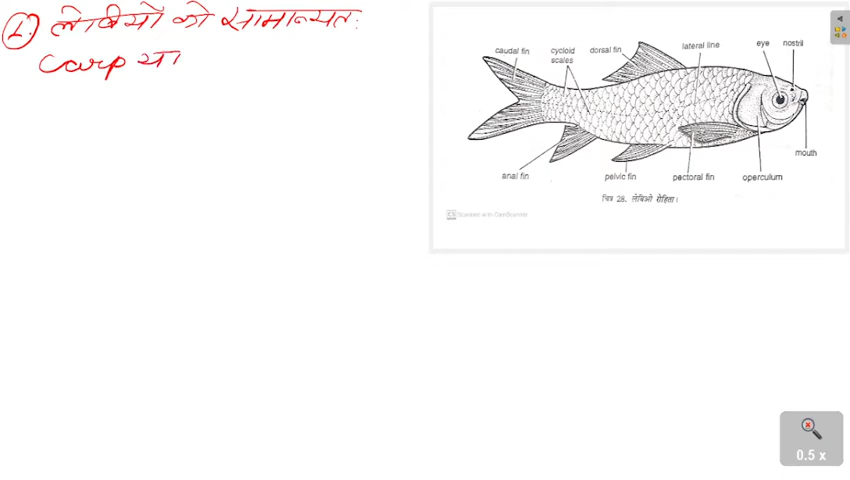 1. लेबियो को सामान्यतः
carp या
caudal fin
cycloid scales
dorsal fin
lateral line
eye
nostril
mouth
anal fin
pelvic fin
pectoral fin
operculum
चित्र 28. लेबिओ रोहिता।
CS Scanned with CamScanner
0.5 x